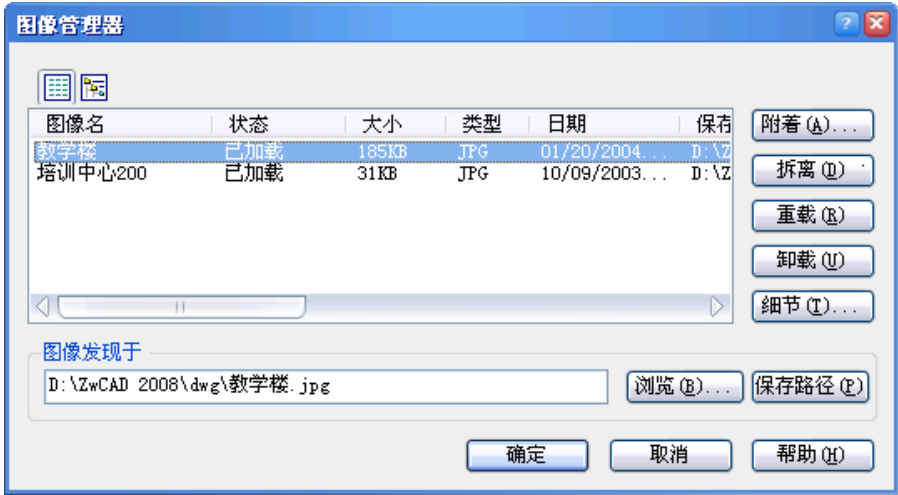 图像管理器
图像名 状态 大小 类型 日期 保存
附着(A)...
教学楼 已加载 185KB JPG 01/20/2004... D:\Z
培训中心200 已加载 31KB JPG 10/09/2003... D:\Z
拆离(D)
重载(R)
卸载(U)
细节(T)...
图像发现于
D:\ZwCAD 2008\dwg\教学楼.jpg 浏览(B)... 保存路径(P)
确定 取消 帮助(H)